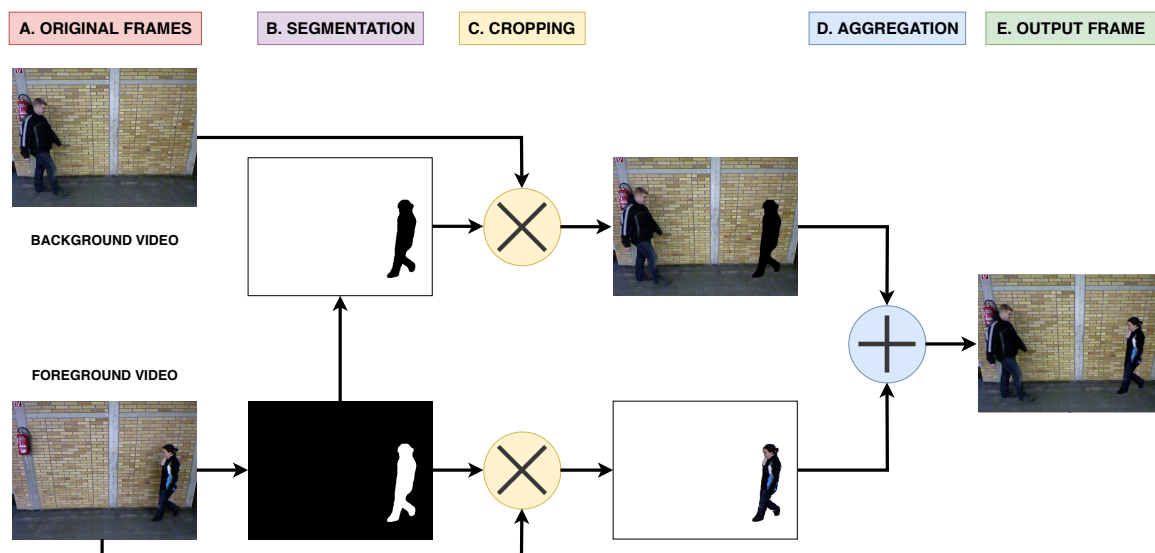 A. ORIGINAL FRAMES
B. SEGMENTATION
C. CROPPING
D. AGGREGATION
E. OUTPUT FRAME
BACKGROUND VIDEO
FOREGROUND VIDEO